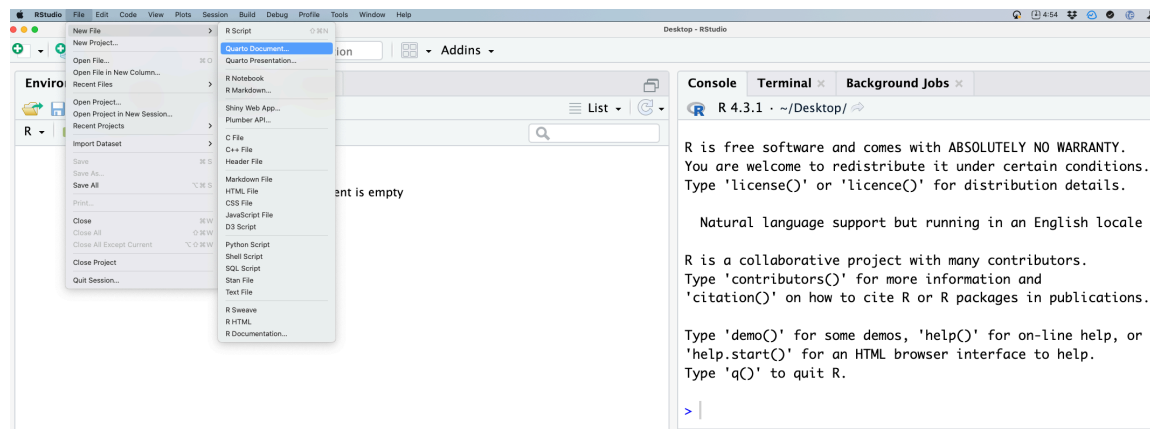 RStudio File Edit Code View Plots Session Build Debug Profile Tools Window Help
4:54
Desktop - RStudio
New File
New Project...
Open File... ⌘O
Open File in New Column...
Recent Files
Open Project...
Open Project in New Session...
Recent Projects
Import Dataset
Save ⌘S
Save As...
Save All ⌥⌘S
Print...
Close ⌘W
Close All ⇧⌘W
Close All Except Current ⌥⇧⌘W
Close Project
Quit Session...
R Script ⇧⌘N
Quarto Document...
Quarto Presentation...
R Notebook
R Markdown...
Shiny Web App...
Plumber API...
C File
C++ File
Header File
Markdown File
HTML File
CSS File
JavaScript File
D3 Script
Python Script
Shell Script
SQL Script
Stan File
Text File
R Sweave
R HTML
R Documentation...
ion
Addins
Enviro
List
R
ent is empty
Console Terminal Background Jobs
R 4.3.1 · ~/Desktop/
R is free software and comes with ABSOLUTELY NO WARRANTY.
You are welcome to redistribute it under certain conditions.
Type 'license()' or 'licence()' for distribution details.
Natural language support but running in an English locale
R is a collaborative project with many contributors.
Type 'contributors()' for more information and
'citation()' on how to cite R or R packages in publications.
Type 'demo()' for some demos, 'help()' for on-line help, or
'help.start()' for an HTML browser interface to help.
Type 'q()' to quit R.
>